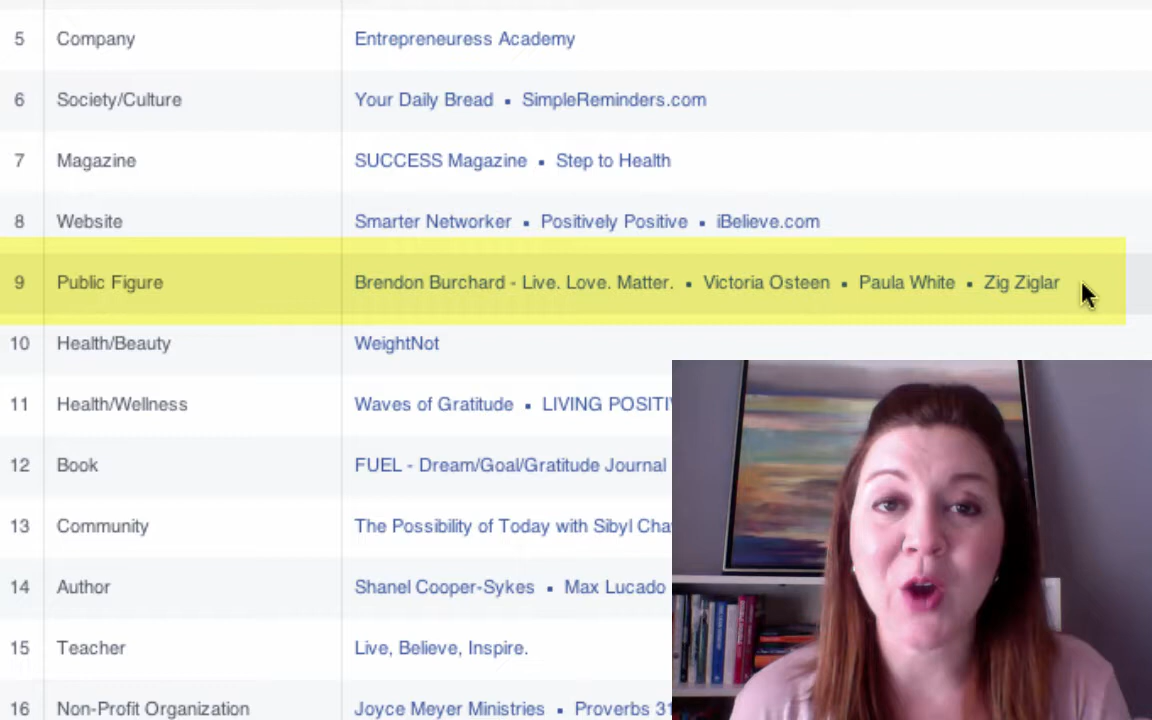 5 Company Entrepreneuress Academy
6 Society/Culture Your Daily Bread ▪ SimpleReminders.com
7 Magazine SUCCESS Magazine ▪ Step to Health
8 Website Smarter Networker ▪ Positively Positive ▪ iBelieve.com
9 Public Figure Brendon Burchard - Live. Love. Matter. ▪ Victoria Osteen ▪ Paula White ▪ Zig Ziglar
10 Health/Beauty WeightNot
11 Health/Wellness Waves of Gratitude ▪ LIVING POSITI
12 Book FUEL - Dream/Goal/Gratitude Journal
13 Community The Possibility of Today with Sibyl Cha
14 Author Shanel Cooper-Sykes ▪ Max Lucado
15 Teacher Live, Believe, Inspire.
16 Non-Profit Organization Joyce Meyer Ministries ▪ Proverbs 31